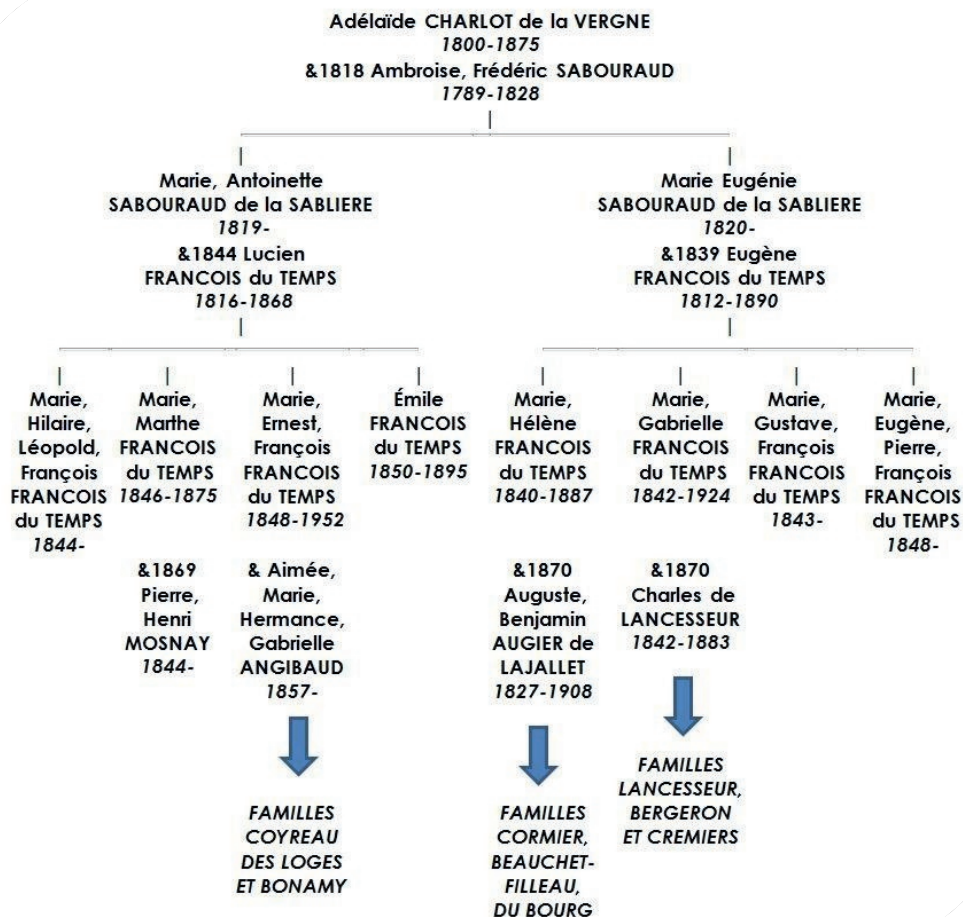 Adélaïde CHARLOT de la VERGNE
1800-1875
&1818 Ambroise, Frédéric SABOURAUD
1789-1828
Marie, Antoinette
SABOURAUD de la SABLIERE
1819-
&1844 Lucien
FRANCOIS du TEMPS
1816-1868
Marie Eugénie
SABOURAUD de la SABLIERE
1820-
&1839 Eugène
FRANCOIS du TEMPS
1812-1890
Marie,
Hilaire,
Léopold,
François
FRANCOIS
du TEMPS
1844-
Marie,
Marthe
FRANCOIS
du TEMPS
1846-1875
&1869
Pierre,
Henri
MOSNAY
1844-
Marie,
Ernest,
François
FRANCOIS
du TEMPS
1848-1952
& Aimée,
Marie,
Hermance,
Gabrielle
ANGIBAUD
1857-
FAMILLES
COYREAU
DES LOGES
ET BONAMY
Émile
FRANCOIS
du TEMPS
1850-1895
Marie,
Hélène
FRANCOIS
du TEMPS
1840-1887
&1870
Auguste,
Benjamin
AUGIER de
LAJALLET
1827-1908
FAMILLES
CORMIER,
BEAUCHET-
FILLEAU,
DU BOURG
Marie,
Gabrielle
FRANCOIS
du TEMPS
1842-1924
&1870
Charles de
LANCESSEUR
1842-1883
FAMILLES
LANCESSEUR,
BERGERON
ET CREMIERS
Marie,
Gustave,
François
FRANCOIS
du TEMPS
1843-
Marie,
Eugène,
Pierre,
François
FRANCOIS
du TEMPS
1848-